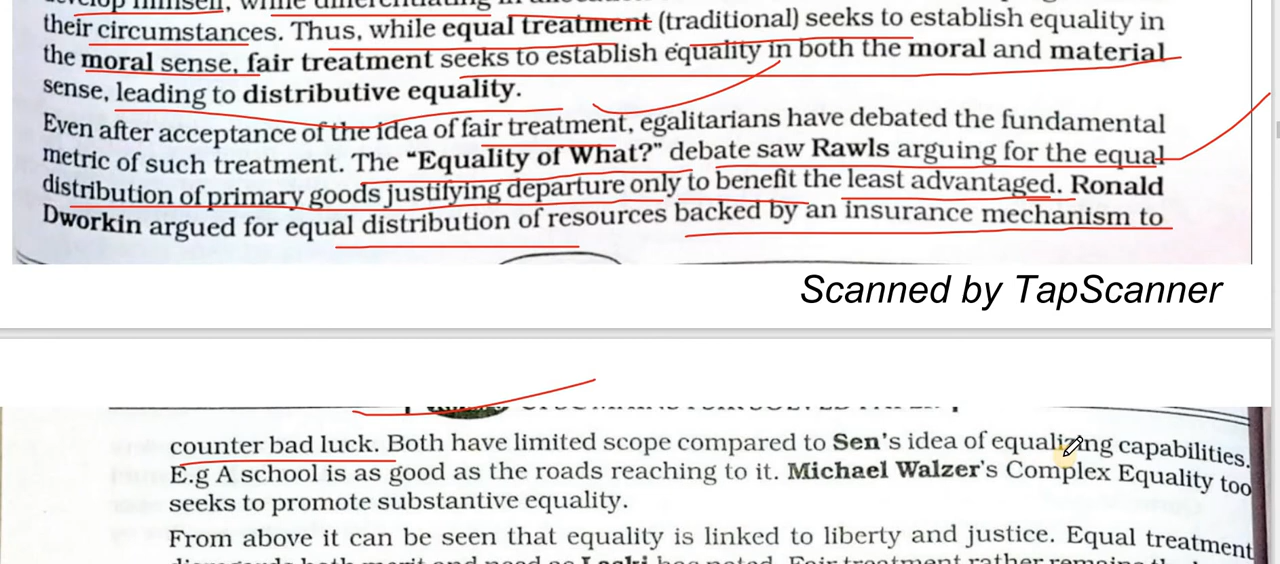 their circumstances. Thus, while equal treatment (traditional) seeks to establish equality in
the moral sense, fair treatment seeks to establish equality in both the moral and material
sense, leading to distributive equality.
Even after acceptance of the idea of fair treatment, egalitarians have debated the fundamental
metric of such treatment. The “Equality of What?” debate saw Rawls arguing for the equal
distribution of primary goods justifying departure only to benefit the least advantaged. Ronald
Dworkin argued for equal distribution of resources backed by an insurance mechanism to
Scanned by TapScanner
counter bad luck. Both have limited scope compared to Sen's idea of equalizing capabilities.
E.g A school is as good as the roads reaching to it. Michael Walzer's Complex Equality too
seeks to promote substantive equality.
From above it can be seen that equality is linked to liberty and justice. Equal treatment